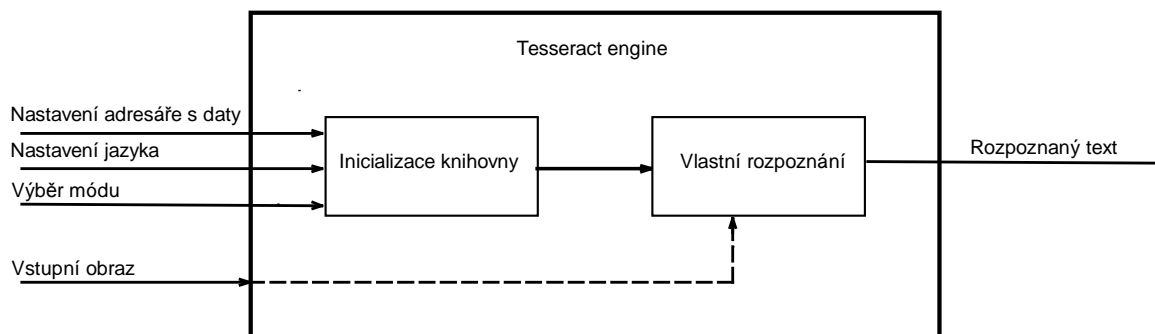 Tesseract engine
Nastavení adresáře s daty
Nastavení jazyka
Výběr módu
Inicializace knihovny
Vlastní rozpoznání
Rozpoznaný text
Vstupní obraz